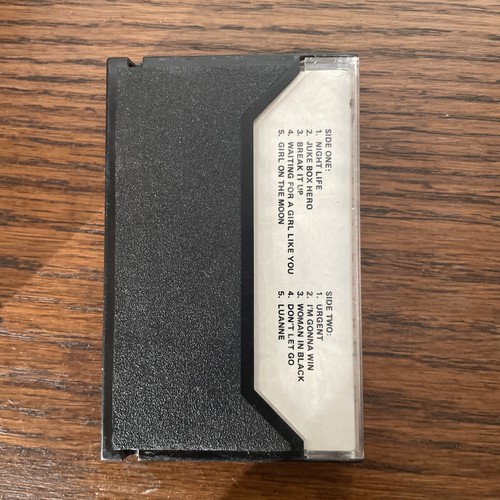 SIDE ONE:
1. NIGHT LIFE
2. JUKE BOX HERO
3. BREAK IT UP
4. WAITING FOR A GIRL LIKE YOU
5. GIRL ON THE MOON
SIDE TWO:
1. URGENT
2. I'M GONNA WIN
3. WOMAN IN BLACK
4. DON'T LET GO
5. LUANNE